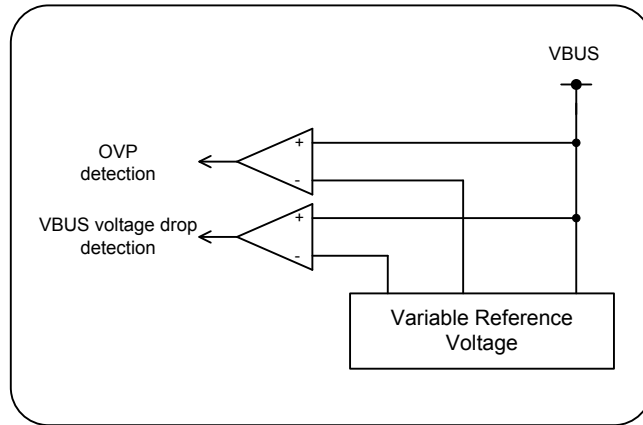 VBUS
OVP
detection
+
-
VBUS voltage drop
detection
+
-
Variable Reference
Voltage